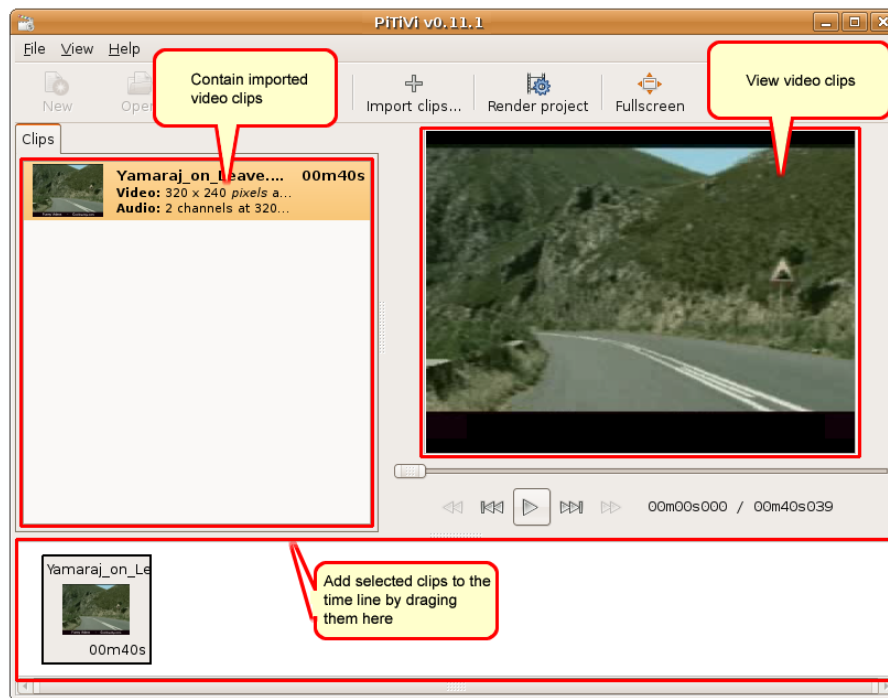 PiTiVi v0.11.1
File View Help
Contain imported
video clips
View video clips
New
Open
Import clips...
Render project
Fullscreen
Clips
Yamaraj_on_Leave.... 00m40s
Video: 320 x 240 pixels a...
Audio: 2 channels at 320...
00m00s000 / 00m40s039
Yamaraj_on_Le
00m40s
Add selected clips to the
time line by draging
them here